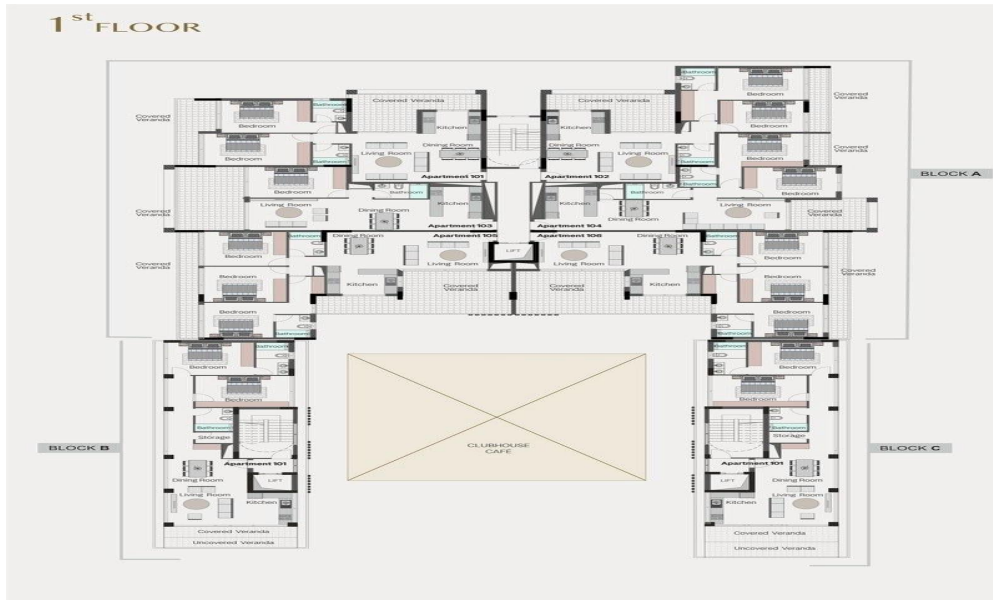 1st FLOOR
Bathroom
Bedroom
Covered
Veranda
Covered Veranda
Covered Veranda
Covered
Veranda
Bathroom
Bedroom
Kitchen
Kitchen
Bedroom
Dining Room
Dining Room
Bedroom
Living Room
Living Room
Bedroom
Covered
Veranda
Bathroom
Bathroom
Apartment 101
Apartment 102
Bathroom
BLOCK A
Bedroom
Bathroom
Bathroom
Bedroom
Living Room
Kitchen
Kitchen
Living Room
Covered
Veranda
Dining Room
Dining Room
Covered
Veranda
Apartment 103
Apartment 104
Apartment 105
Apartment 106
Bathroom
Bedroom
Dining Room
LIFT
Dining Room
Bathroom
Bedroom
Living Room
Living Room
Covered
Veranda
Bedroom
Kitchen
Covered
Veranda
Covered
Veranda
Kitchen
Bedroom
Covered
Veranda
Bedroom
Bathroom
Bathroom
Bedroom
Bathroom
Bedroom
Bathroom
Bedroom
Bedroom
Bedroom
Bathroom
Storage
Bathroom
Storage
BLOCK B
CLUBHOUSE
CAFÉ
BLOCK C
Apartment 101
Apartment 101
Dining Room
LIFT
LIFT
Dining Room
Living Room
Kitchen
Kitchen
Living Room
Covered Veranda
Covered Veranda
Uncovered Veranda
Uncovered Veranda